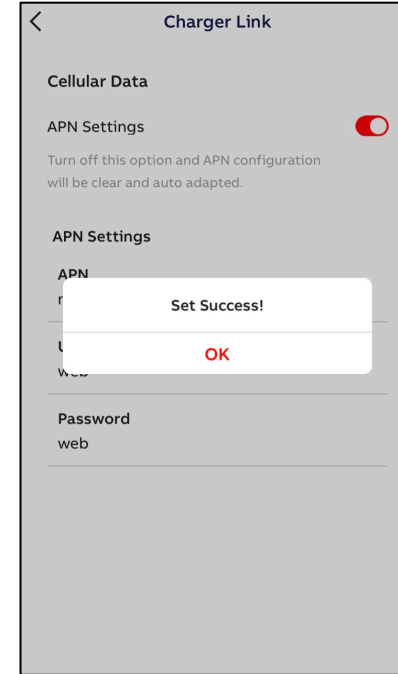 Charger Link
Cellular Data
APN Settings
Turn off this option and APN configuration
will be clear and auto adapted.
APN Settings
APN
Set Success!
OK
web
Password
web